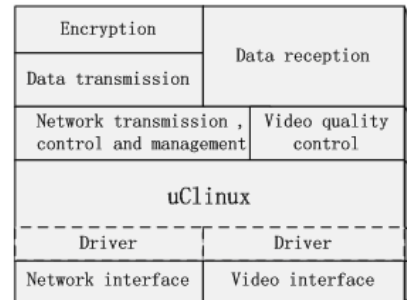 Encryption
Data reception
Data transmission
Network transmission ,
control and management
Video quality
control
uClinux
Driver
Driver
Network interface
Video interface